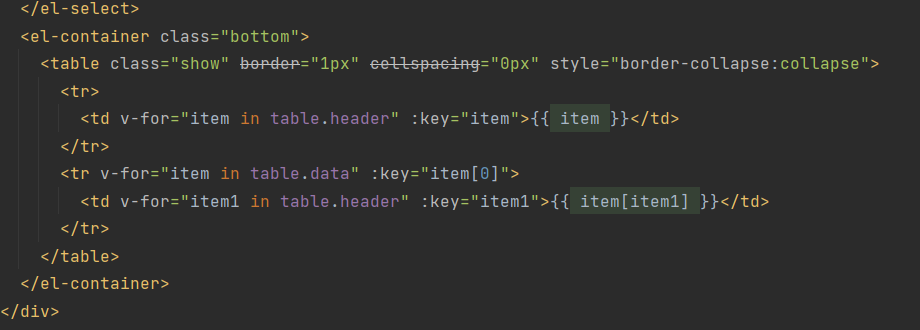 </el-select>
<el-container class="bottom">
<table class="show" border="1px" cellspacing="0px" style="border-collapse:collapse">
<tr>
<td v-for="item in table.header" :key="item">{{ item }}</td>
</tr>
<tr v-for="item in table.data" :key="item[0]">
<td v-for="item1 in table.header" :key="item1">{{ item[item1] }}</td>
</tr>
</table>
</el-container>
</div>